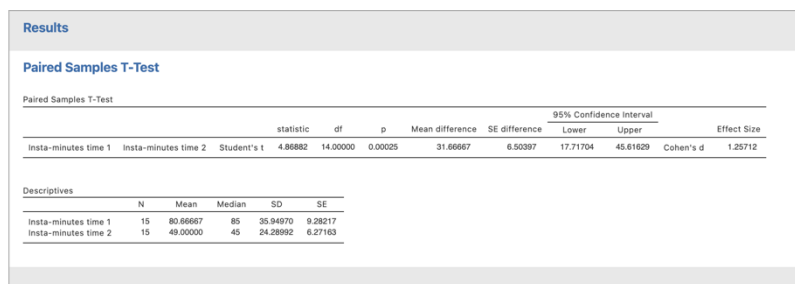 Results
Paired Samples T-Test
Paired Samples T-Test
95% Confidence Interval
statistic df p Mean difference SE difference Lower Upper Effect Size
Insta-minutes time 1 Insta-minutes time 2 Student's t 4.86882 14.00000 0.00025 31.66667 6.50397 17.71704 45.61629 Cohen's d 1.25712
Descriptives
N Mean Median SD SE
Insta-minutes time 1 15 80.66667 85 35.94970 9.28217
Insta-minutes time 2 15 49.00000 45 24.28992 6.27163